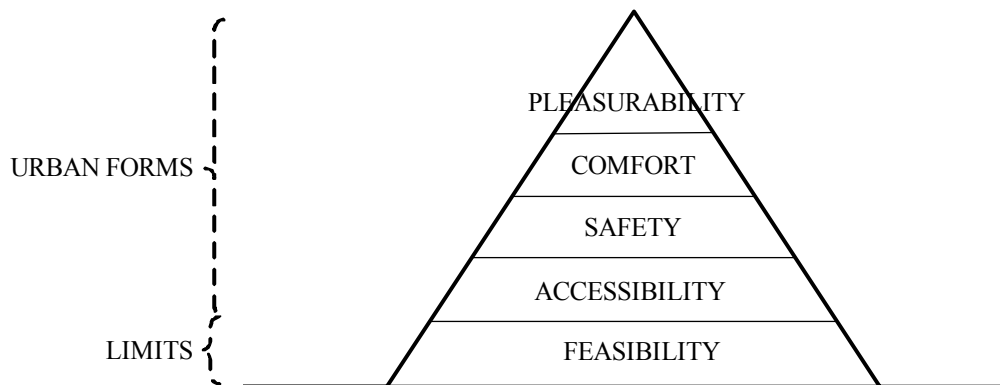 PLEASURABILITY
URBAN FORMS
COMFORT
SAFETY
ACCESSIBILITY
LIMITS
FEASIBILITY